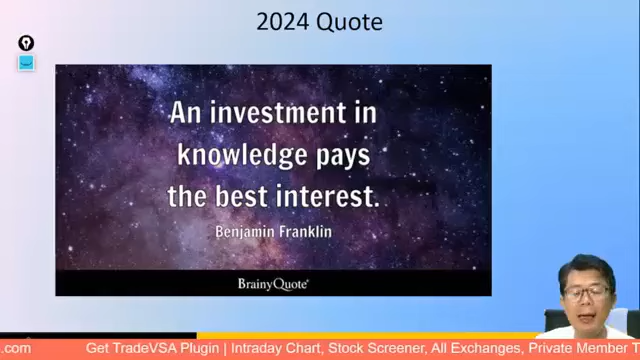 2024 Quote
An investment in
knowledge pays
the best interest.
Benjamin Franklin
BrainyQuote®
.com Get TradeVSA Plugin | Intraday Chart, Stock Screener, All Exchanges, Private Member T